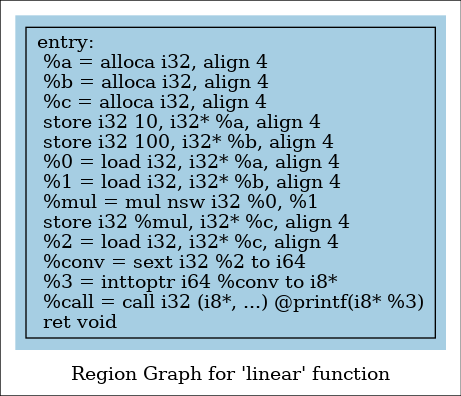 entry:
%a = alloca i32, align 4
%b = alloca i32, align 4
%c = alloca i32, align 4
store i32 10, i32* %a, align 4
store i32 100, i32* %b, align 4
%0 = load i32, i32* %a, align 4
%1 = load i32, i32* %b, align 4
%mul = mul nsw i32 %0, %1
store i32 %mul, i32* %c, align 4
%2 = load i32, i32* %c, align 4
%conv = sext i32 %2 to i64
%3 = inttoptr i64 %conv to i8*
%call = call i32 (i8*, ...) @printf(i8* %3)
ret void
Region Graph for 'linear' function